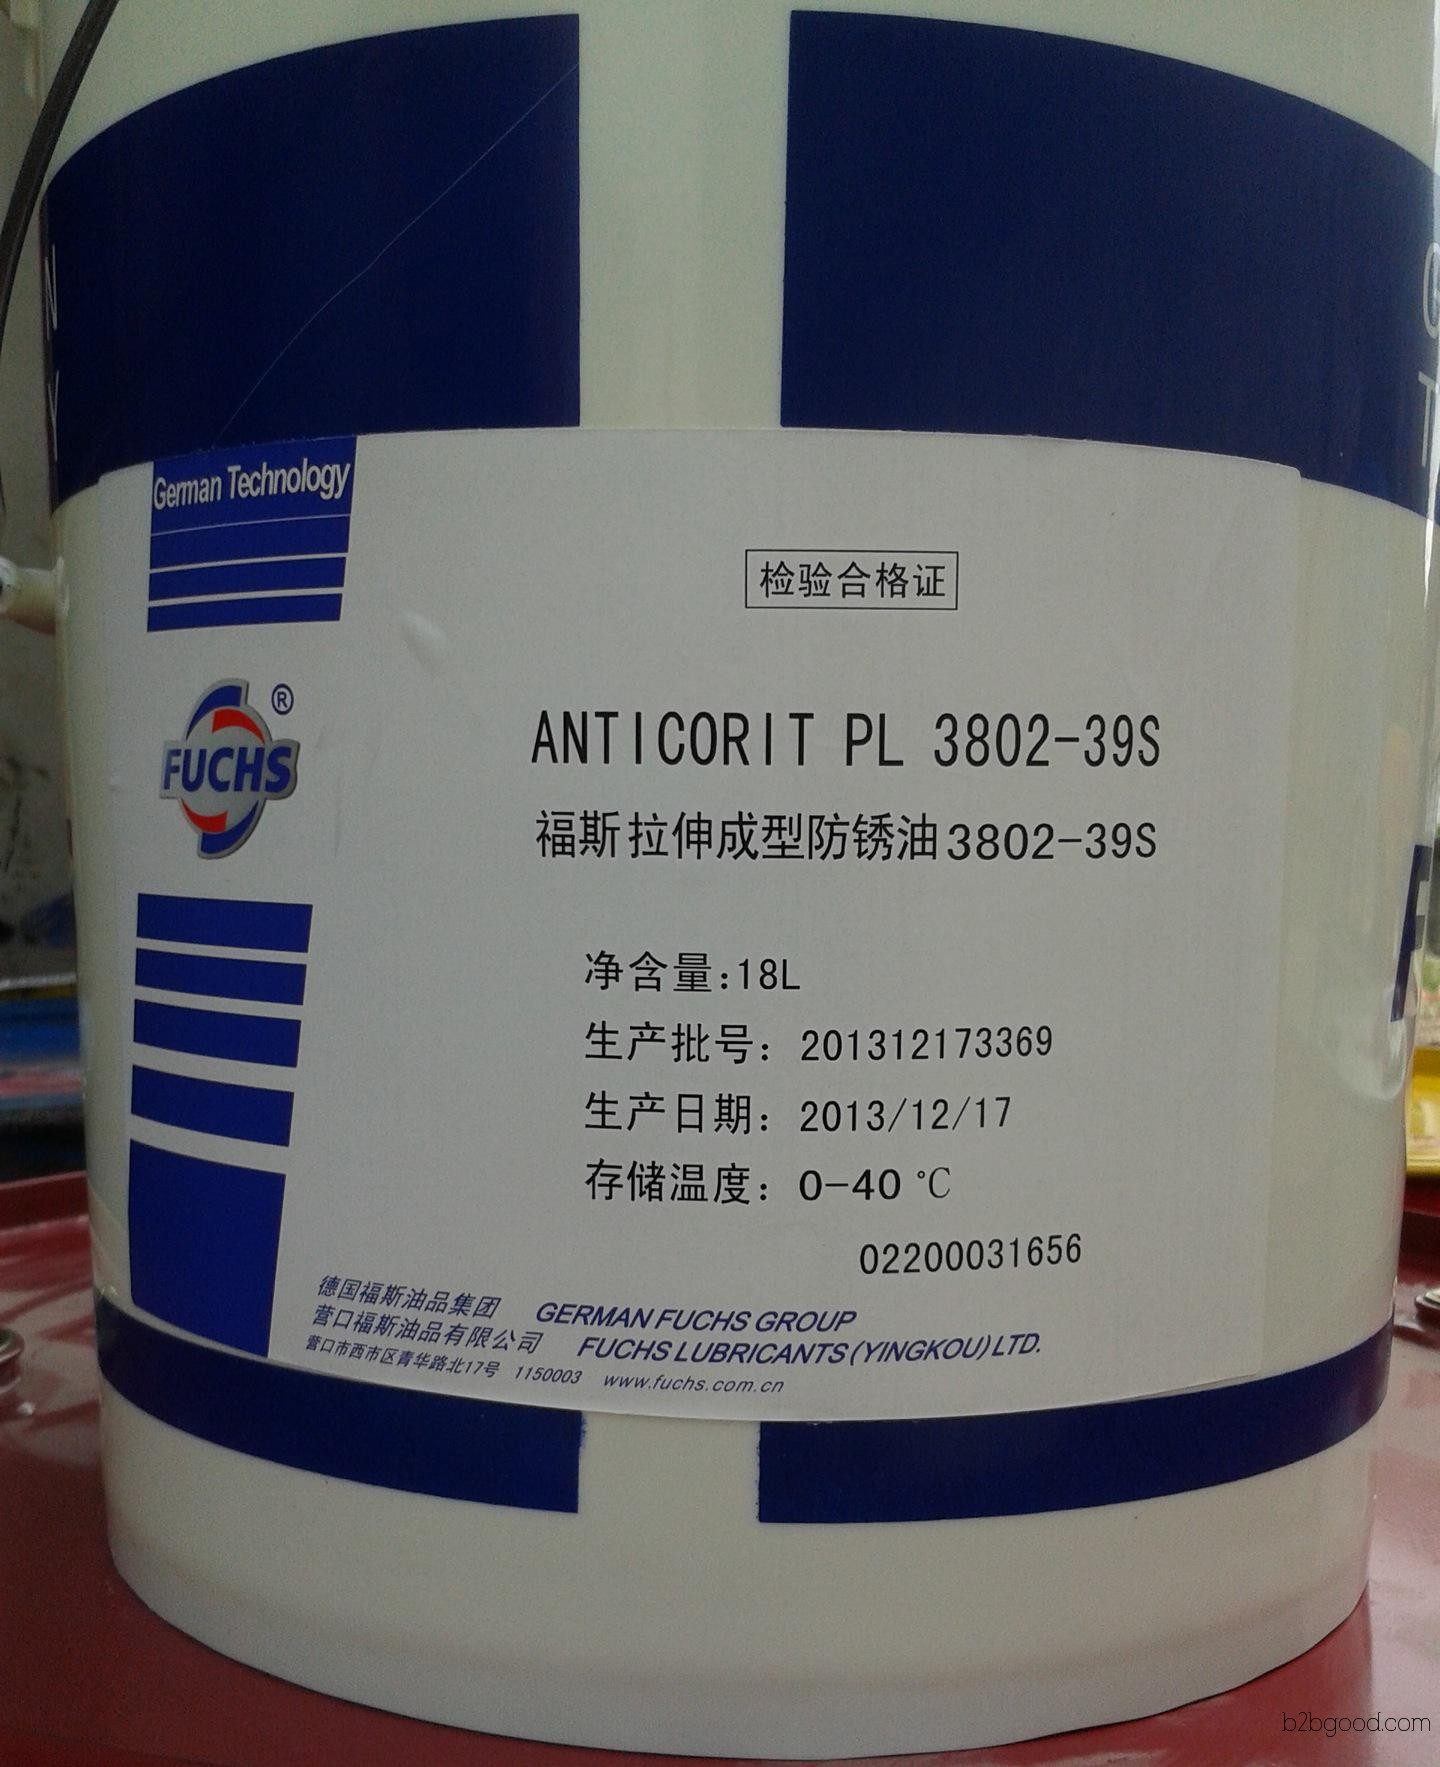 German Technology
FUCHS®
检验合格证
ANTICORIT PL 3802-39S
福斯拉伸成型防锈油3802-39S
净含量:18L
生产批号：201312173369
生产日期：2013/12/17
存储温度：0-40 ℃
02200031656
德国福斯油品集团 GERMAN FUCHS GROUP
营口福斯油品有限公司 FUCHS LUBRICANTS(YINGKOU)LTD.
营口市西市区青华路北17号 1150003 www.fuchs.com.cn
b2bgood.com